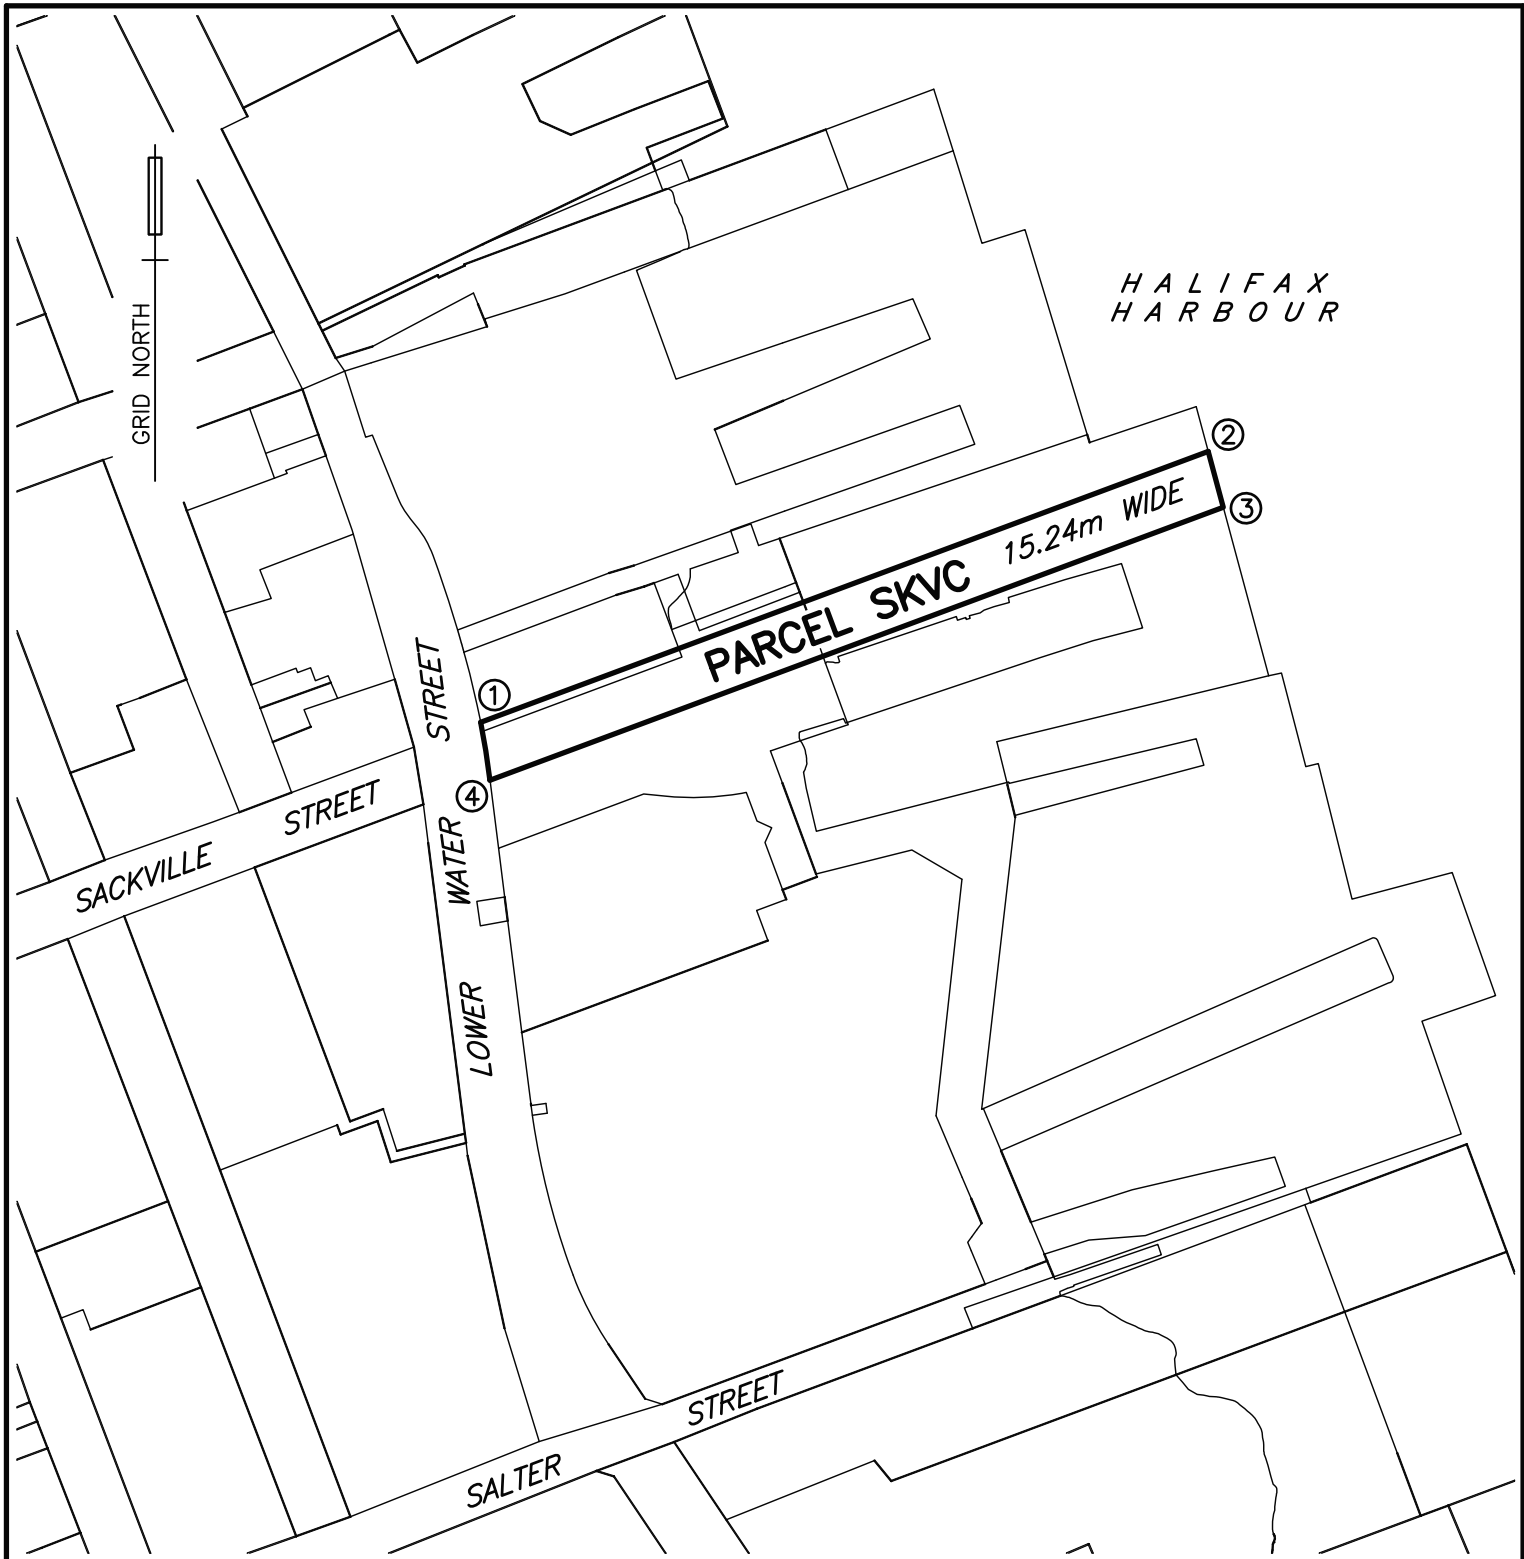 HALIFAX
HARBOUR
GRID NORTH
2
3
15.24m WIDE
PARCEL SKVC
1
4
SACKVILLE STREET
LOWER WATER STREET
SALTER STREET